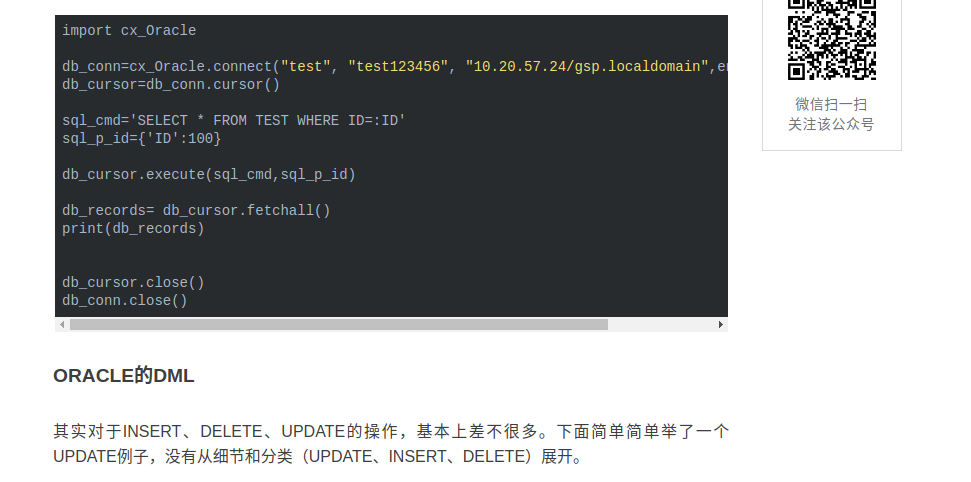 import cx_Oracle
db_conn=cx_Oracle.connect("test", "test123456", "10.20.57.24/gsp.localdomain",en
db_cursor=db_conn.cursor()
sql_cmd='SELECT * FROM TEST WHERE ID=:ID'
sql_p_id={'ID':100}
db_cursor.execute(sql_cmd,sql_p_id)
db_records= db_cursor.fetchall()
print(db_records)
db_cursor.close()
db_conn.close()
ORACLE的DML
其实对于INSERT、DELETE、UPDATE的操作，基本上差不很多。下面简单简单举了一个
UPDATE例子，没有从细节和分类（UPDATE、INSERT、DELETE）展开。
微信扫一扫
关注该公众号